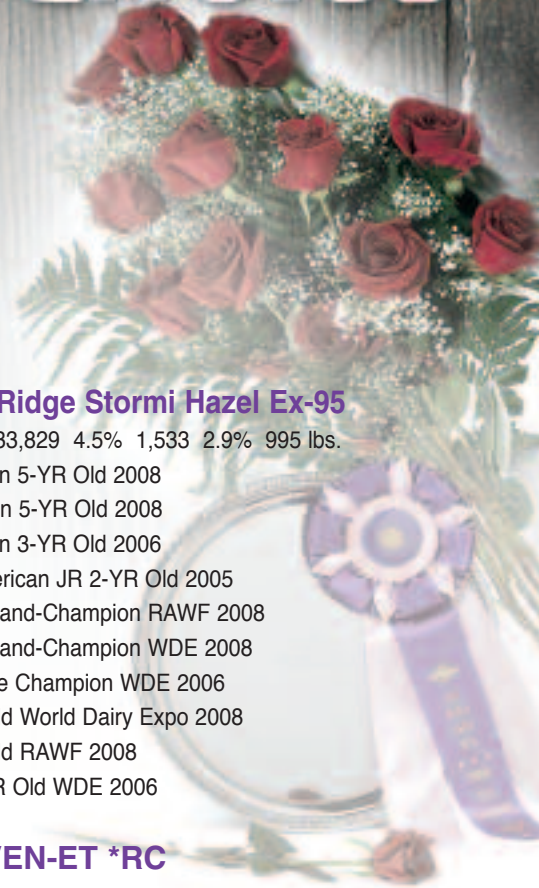 Ridge Stormi Hazel Ex-95
33,829 4.5% 1,533 2.9% 995 lbs.
n 5-YR Old 2008
n 5-YR Old 2008
n 3-YR Old 2006
erican JR 2-YR Old 2005
and-Champion RAWF 2008
and-Champion WDE 2008
e Champion WDE 2006
d World Dairy Expo 2008
d RAWF 2008
R Old WDE 2006
VEN-ET *RC